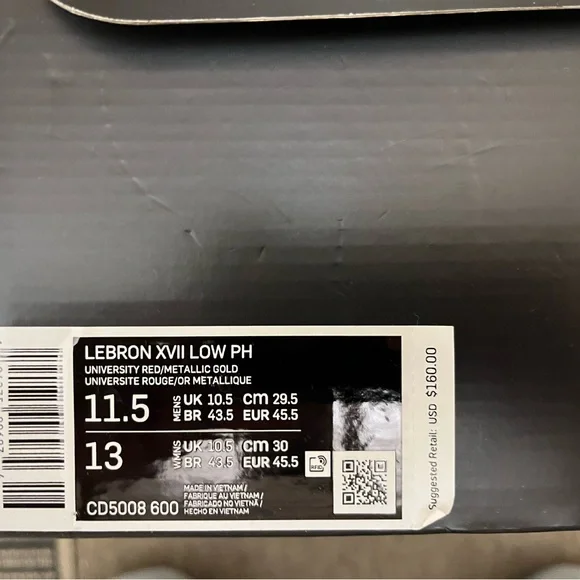 LEBRON XVII LOW PH
UNIVERSITY RED/METALLIC GOLD
UNIVERSITE ROUGE/OR METALLIQUE
11.5 MENS UK 10.5 CM 29.5
BR 43.5 EUR 45.5
13 WMNS UK 10.5 CM 30
BR 43.5 EUR 45.5
RFID
MADE IN VIETNAM /
FABRIQUÉ AU VIETNAM /
FABRICADO NO VIETNÃ /
HECHO EN VIETNAM
CD5008 600
Suggested Retail: USD $160.00